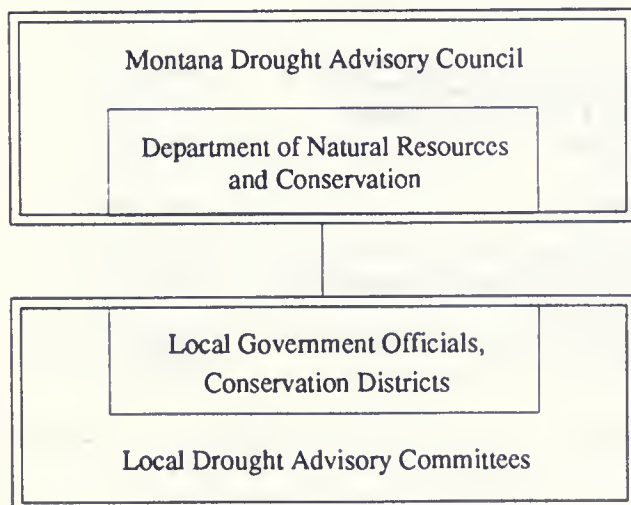 Montana Drought Advisory Council
Department of Natural Resources
and Conservation
Local Government Officials,
Conservation Districts
Local Drought Advisory Committees